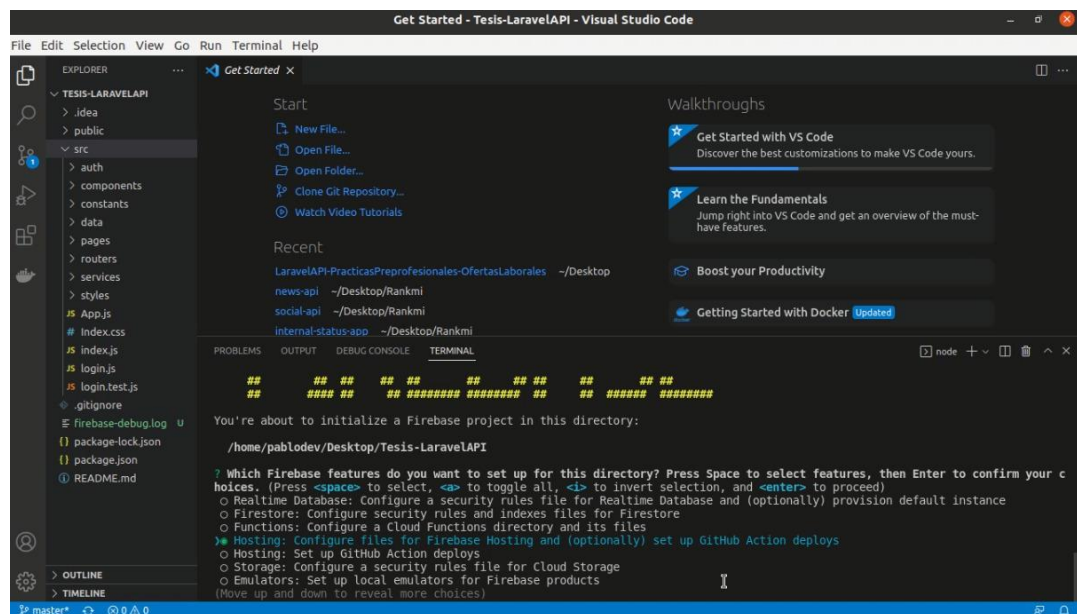 Get Started - Tesis-LaravelAPI - Visual Studio Code
File Edit Selection View Go Run Terminal Help
EXPLORER
TESIS-LARAVELAPI
.idea
public
src
auth
components
constants
data
pages
routers
services
styles
JS App.js
# Index.css
JS index.js
JS login.js
JS login.test.js
.gitignore
firebase-debug.log U
{} package-lock.json
{} package.json
README.md
OUTLINE
TIMELINE
Get Started
Start
New File...
Open File...
Open Folder...
Clone Git Repository...
Watch Video Tutorials
Recent
LaravelAPI-PracticasPreprofesionales-OfertasLaborales ~/Desktop
news-api ~/Desktop/Rankmi
social-api ~/Desktop/Rankmi
internal-status-app ~/Desktop/Rankmi
Walkthroughs
Get Started with VS Code
Discover the best customizations to make VS Code yours.
Learn the Fundamentals
Jump right into VS Code and get an overview of the must-
have features.
Boost your Productivity
Getting Started with Docker Updated
PROBLEMS OUTPUT DEBUG CONSOLE TERMINAL
node
## ## ## ## ## ## ## ## ## ## ##
## #### ## ## ######## ######## ## ## ###### ########
You're about to initialize a Firebase project in this directory:
/home/pablodev/Desktop/Tesis-LaravelAPI
? Which Firebase features do you want to set up for this directory? Press Space to select features, then Enter to confirm your c
hoices. (Press <space> to select, <a> to toggle all, <i> to invert selection, and <enter> to proceed)
○ Realtime Database: Configure a security rules file for Realtime Database and (optionally) provision default instance
○ Firestore: Configure security rules and indexes files for Firestore
○ Functions: Configure a Cloud Functions directory and its files
❯◉ Hosting: Configure files for Firebase Hosting and (optionally) set up GitHub Action deploys
○ Hosting: Set up GitHub Action deploys
○ Storage: Configure a security rules file for Cloud Storage
○ Emulators: Set up local emulators for Firebase products
(Move up and down to reveal more choices)
master* 0 0